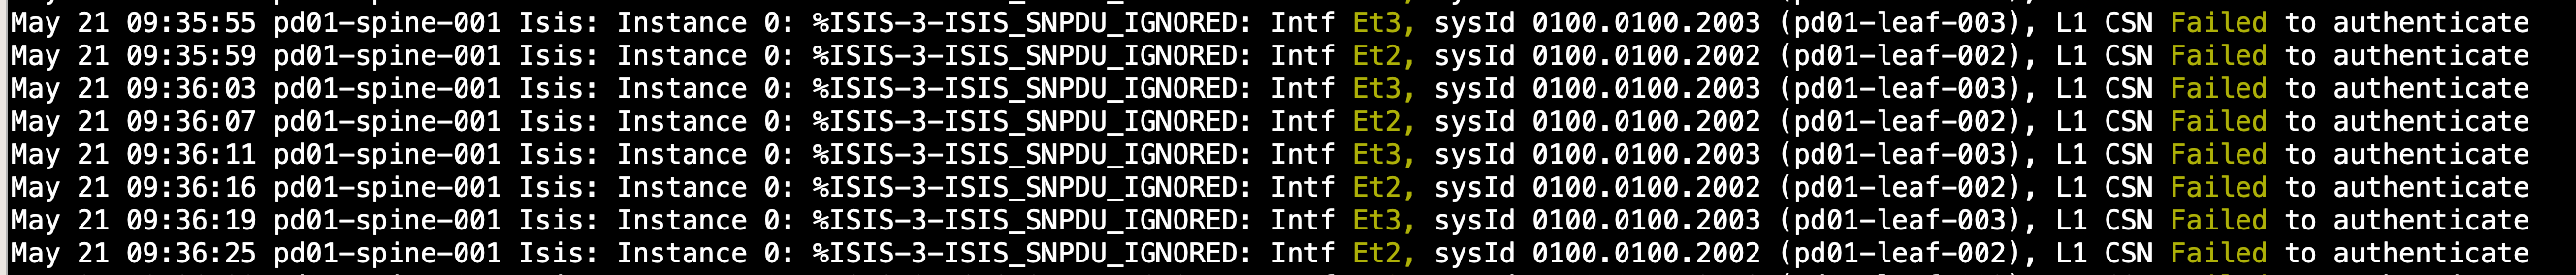 May 21 09:35:55 pd01-spine-001 Isis: Instance 0: %ISIS-3-ISIS_SNPDU_IGNORED: Intf Et3, sysId 0100.0100.2003 (pd01-leaf-003), L1 CSN Failed to authenticate
May 21 09:35:59 pd01-spine-001 Isis: Instance 0: %ISIS-3-ISIS_SNPDU_IGNORED: Intf Et2, sysId 0100.0100.2002 (pd01-leaf-002), L1 CSN Failed to authenticate
May 21 09:36:03 pd01-spine-001 Isis: Instance 0: %ISIS-3-ISIS_SNPDU_IGNORED: Intf Et3, sysId 0100.0100.2003 (pd01-leaf-003), L1 CSN Failed to authenticate
May 21 09:36:07 pd01-spine-001 Isis: Instance 0: %ISIS-3-ISIS_SNPDU_IGNORED: Intf Et2, sysId 0100.0100.2002 (pd01-leaf-002), L1 CSN Failed to authenticate
May 21 09:36:11 pd01-spine-001 Isis: Instance 0: %ISIS-3-ISIS_SNPDU_IGNORED: Intf Et3, sysId 0100.0100.2003 (pd01-leaf-003), L1 CSN Failed to authenticate
May 21 09:36:16 pd01-spine-001 Isis: Instance 0: %ISIS-3-ISIS_SNPDU_IGNORED: Intf Et2, sysId 0100.0100.2002 (pd01-leaf-002), L1 CSN Failed to authenticate
May 21 09:36:19 pd01-spine-001 Isis: Instance 0: %ISIS-3-ISIS_SNPDU_IGNORED: Intf Et3, sysId 0100.0100.2003 (pd01-leaf-003), L1 CSN Failed to authenticate
May 21 09:36:25 pd01-spine-001 Isis: Instance 0: %ISIS-3-ISIS_SNPDU_IGNORED: Intf Et2, sysId 0100.0100.2002 (pd01-leaf-002), L1 CSN Failed to authenticate